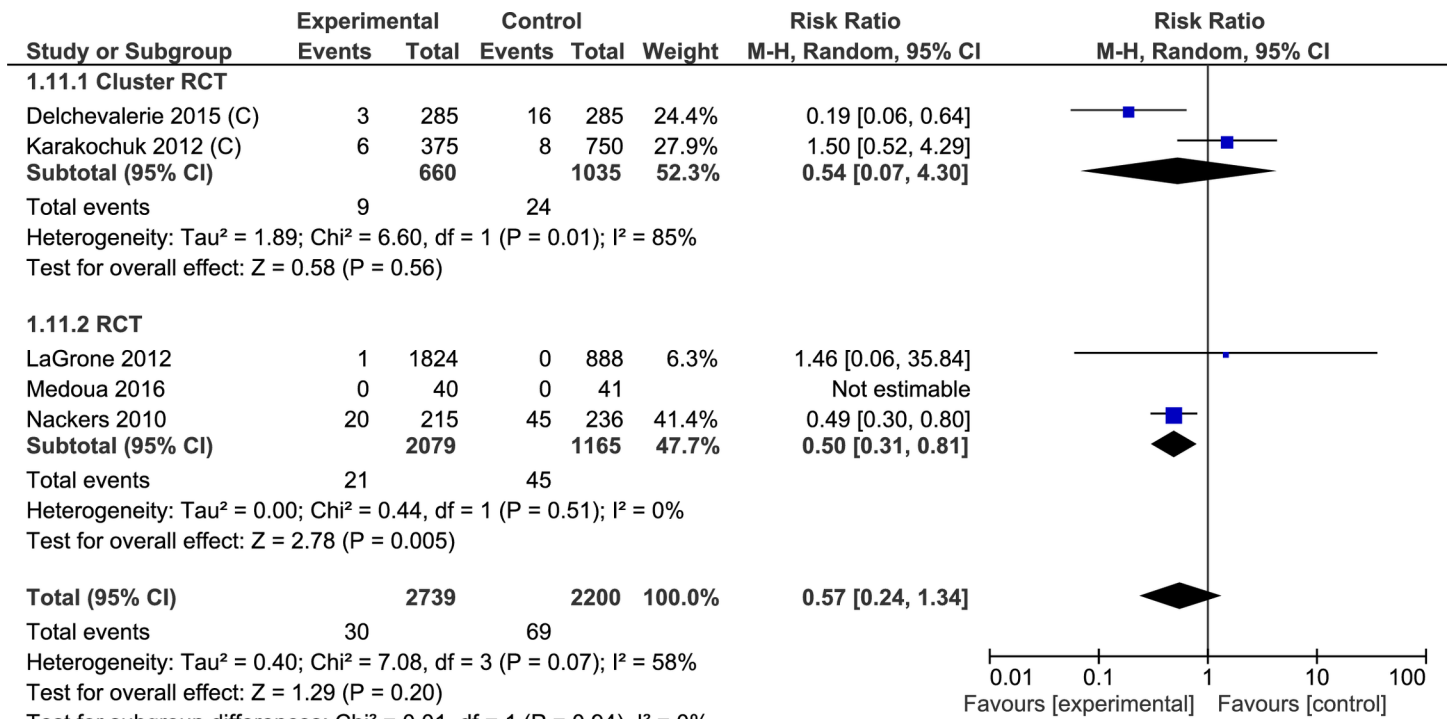 Experimental Control Risk Ratio Risk Ratio
Study or Subgroup Events Total Events Total Weight M-H, Random, 95% CI M-H, Random, 95% CI
1.11.1 Cluster RCT
Delchevalerie 2015 (C) 3 285 16 285 24.4% 0.19 [0.06, 0.64]
Karakochuk 2012 (C) 6 375 8 750 27.9% 1.50 [0.52, 4.29]
Subtotal (95% CI) 660 1035 52.3% 0.54 [0.07, 4.30]
Total events 9 24
Heterogeneity: Tau² = 1.89; Chi² = 6.60, df = 1 (P = 0.01); I² = 85%
Test for overall effect: Z = 0.58 (P = 0.56)
1.11.2 RCT
LaGrone 2012 1 1824 0 888 6.3% 1.46 [0.06, 35.84]
Medoua 2016 0 40 0 41 Not estimable
Nackers 2010 20 215 45 236 41.4% 0.49 [0.30, 0.80]
Subtotal (95% CI) 2079 1165 47.7% 0.50 [0.31, 0.81]
Total events 21 45
Heterogeneity: Tau² = 0.00; Chi² = 0.44, df = 1 (P = 0.51); I² = 0%
Test for overall effect: Z = 2.78 (P = 0.005)
Total (95% CI) 2739 2200 100.0% 0.57 [0.24, 1.34]
Total events 30 69
Heterogeneity: Tau² = 0.40; Chi² = 7.08, df = 3 (P = 0.07); I² = 58%
Test for overall effect: Z = 1.29 (P = 0.20)
0.01 0.1 1 10 100
Favours [experimental] Favours [control]